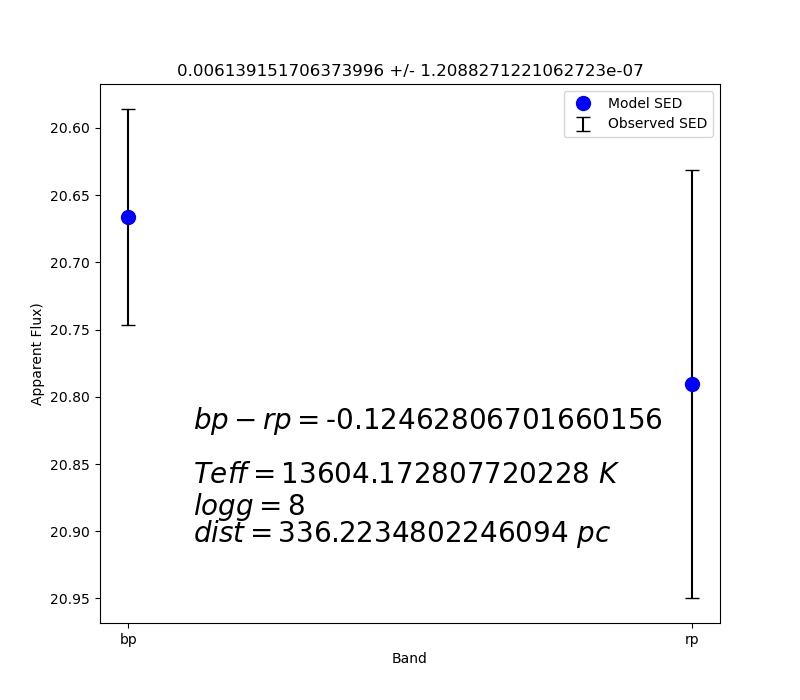 0.006139151706373996 +/- 1.2088271221062723e-07
Model SED
Observed SED
20.60
20.65
20.70
20.75
20.80
20.85
20.90
20.95
Apparent Flux)
bp − rp = -0.12462806701660156
Teff = 13604.172807720228 K
logg = 8
dist = 336.2234802246094 pc
bp
rp
Band